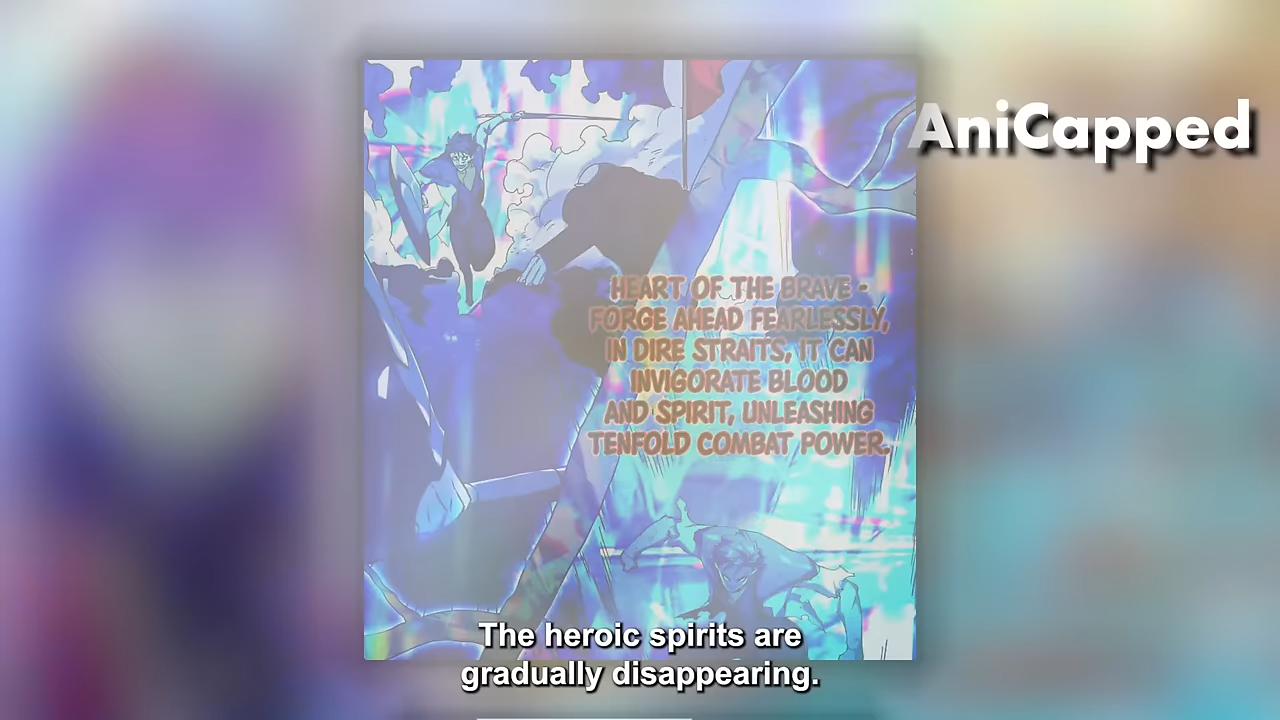 AniCapped
HEART OF THE BRAVE -
FORGE AHEAD FEARLESSLY,
IN DIRE STRAITS, IT CAN
INVIGORATE BLOOD
AND SPIRIT, UNLEASHING
TENFOLD COMBAT POWER.
The heroic spirits are
gradually disappearing.